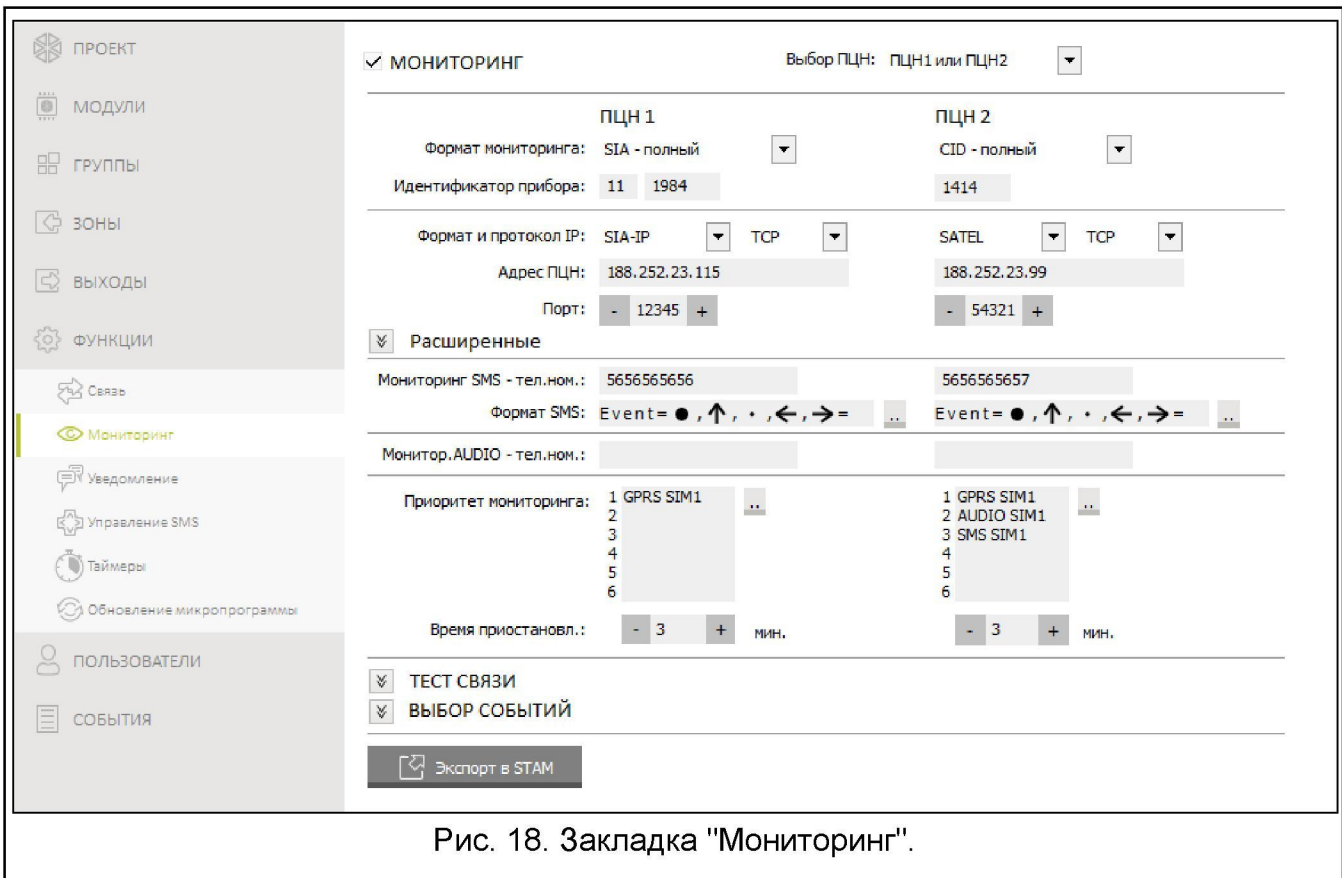 ПРОЕКТ
МОДУЛИ
ГРУППЫ
ЗОНЫ
ВЫХОДЫ
ФУНКЦИИ
Связь
Мониторинг
Уведомление
Управление SMS
Таймеры
Обновление микропрограммы
ПОЛЬЗОВАТЕЛИ
СОБЫТИЯ
МОНИТОРИНГ Выбор ПЦН: ПЦН1 или ПЦН2
ПЦН 1 ПЦН 2
Формат мониторинга: SIA - полный CID - полный
Идентификатор прибора: 11 1984 1414
Формат и протокол IP: SIA-IP TCP SATEL TCP
Адрес ПЦН: 188.252.23.115 188.252.23.99
Порт: - 12345 + - 54321 +
Расширенные
Мониторинг SMS - тел.ном.: 5656565656 5656565657
Формат SMS: Event=●,↑,·,←,→= .. Event=●,↑,·,←,→= ..
Монитор.AUDIO - тел.ном.:
Приоритет мониторинга: 1 GPRS SIM1 .. 1 GPRS SIM1 ..
2 2 AUDIO SIM1
3 3 SMS SIM1
4 4
5 5
6 6
Время приостановл.: - 3 + мин. - 3 + мин.
ТЕСТ СВЯЗИ
ВЫБОР СОБЫТИЙ
Экспорт в STAM
Рис. 18. Закладка "Мониторинг".